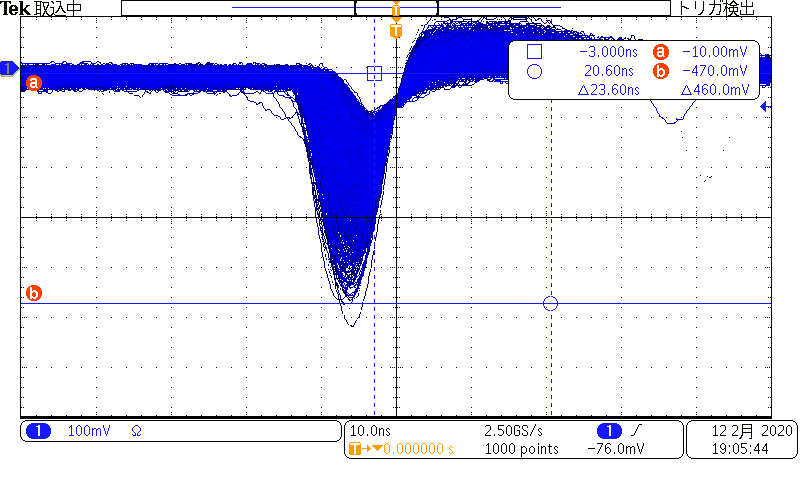 Tek 取込中 トリガ検出
T
T
1
a
b
−3.000ns a −10.00mV
20.60ns b −470.0mV
△23.60ns △460.0mV
1 100mV Ω
10.0ns 2.50GS/s 1 −76.0mV
T→▼0.000000 s 1000 points
12 2月 2020
19:05:44